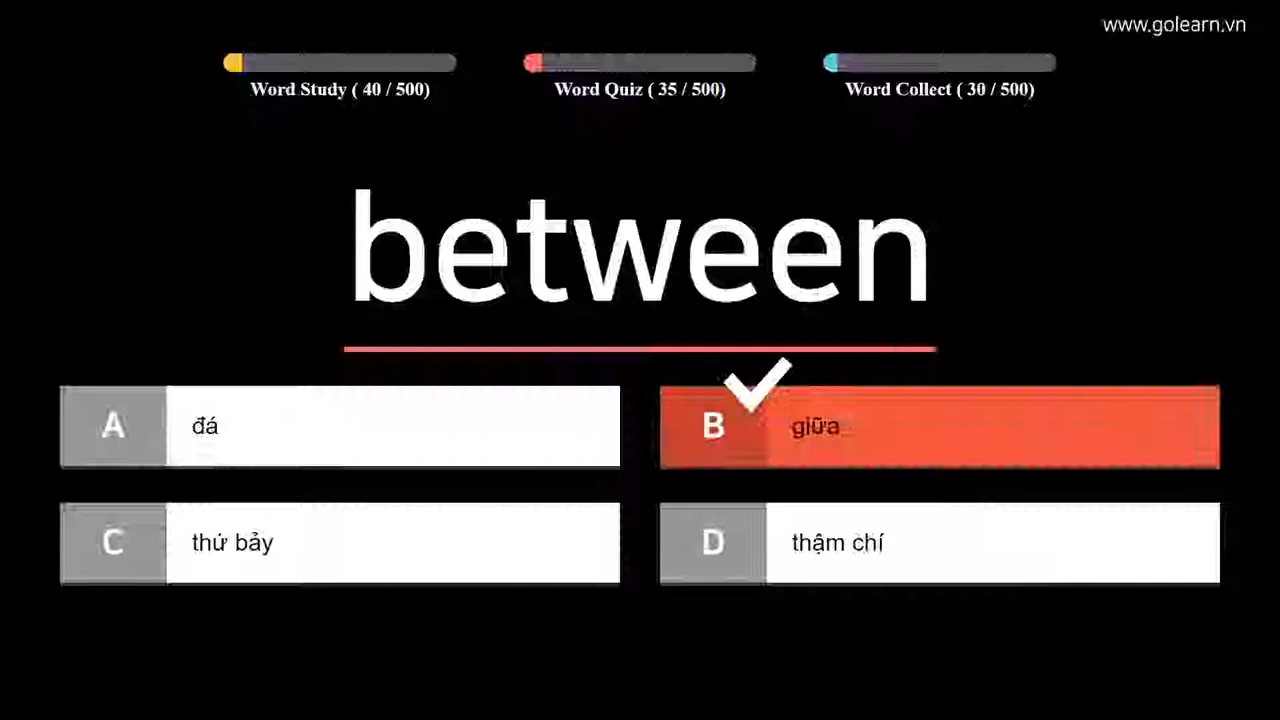 www.golearn.vn
Word Study ( 40 / 500)
Word Quiz ( 35 / 500)
Word Collect ( 30 / 500)
between
A đá
B giữa
C thứ bảy
D thậm chí